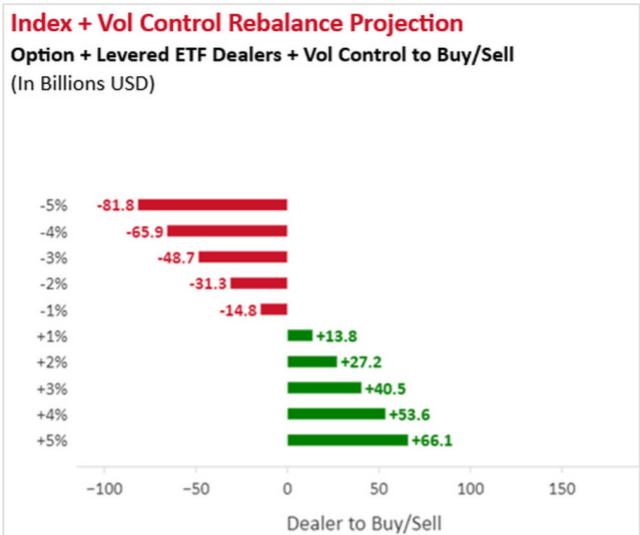 Index + Vol Control Rebalance Projection
Option + Levered ETF Dealers + Vol Control to Buy/Sell
(In Billions USD)
-5% -81.8
-4% -65.9
-3% -48.7
-2% -31.3
-1% -14.8
+1% +13.8
+2% +27.2
+3% +40.5
+4% +53.6
+5% +66.1
−100 −50 0 50 100 150
Dealer to Buy/Sell